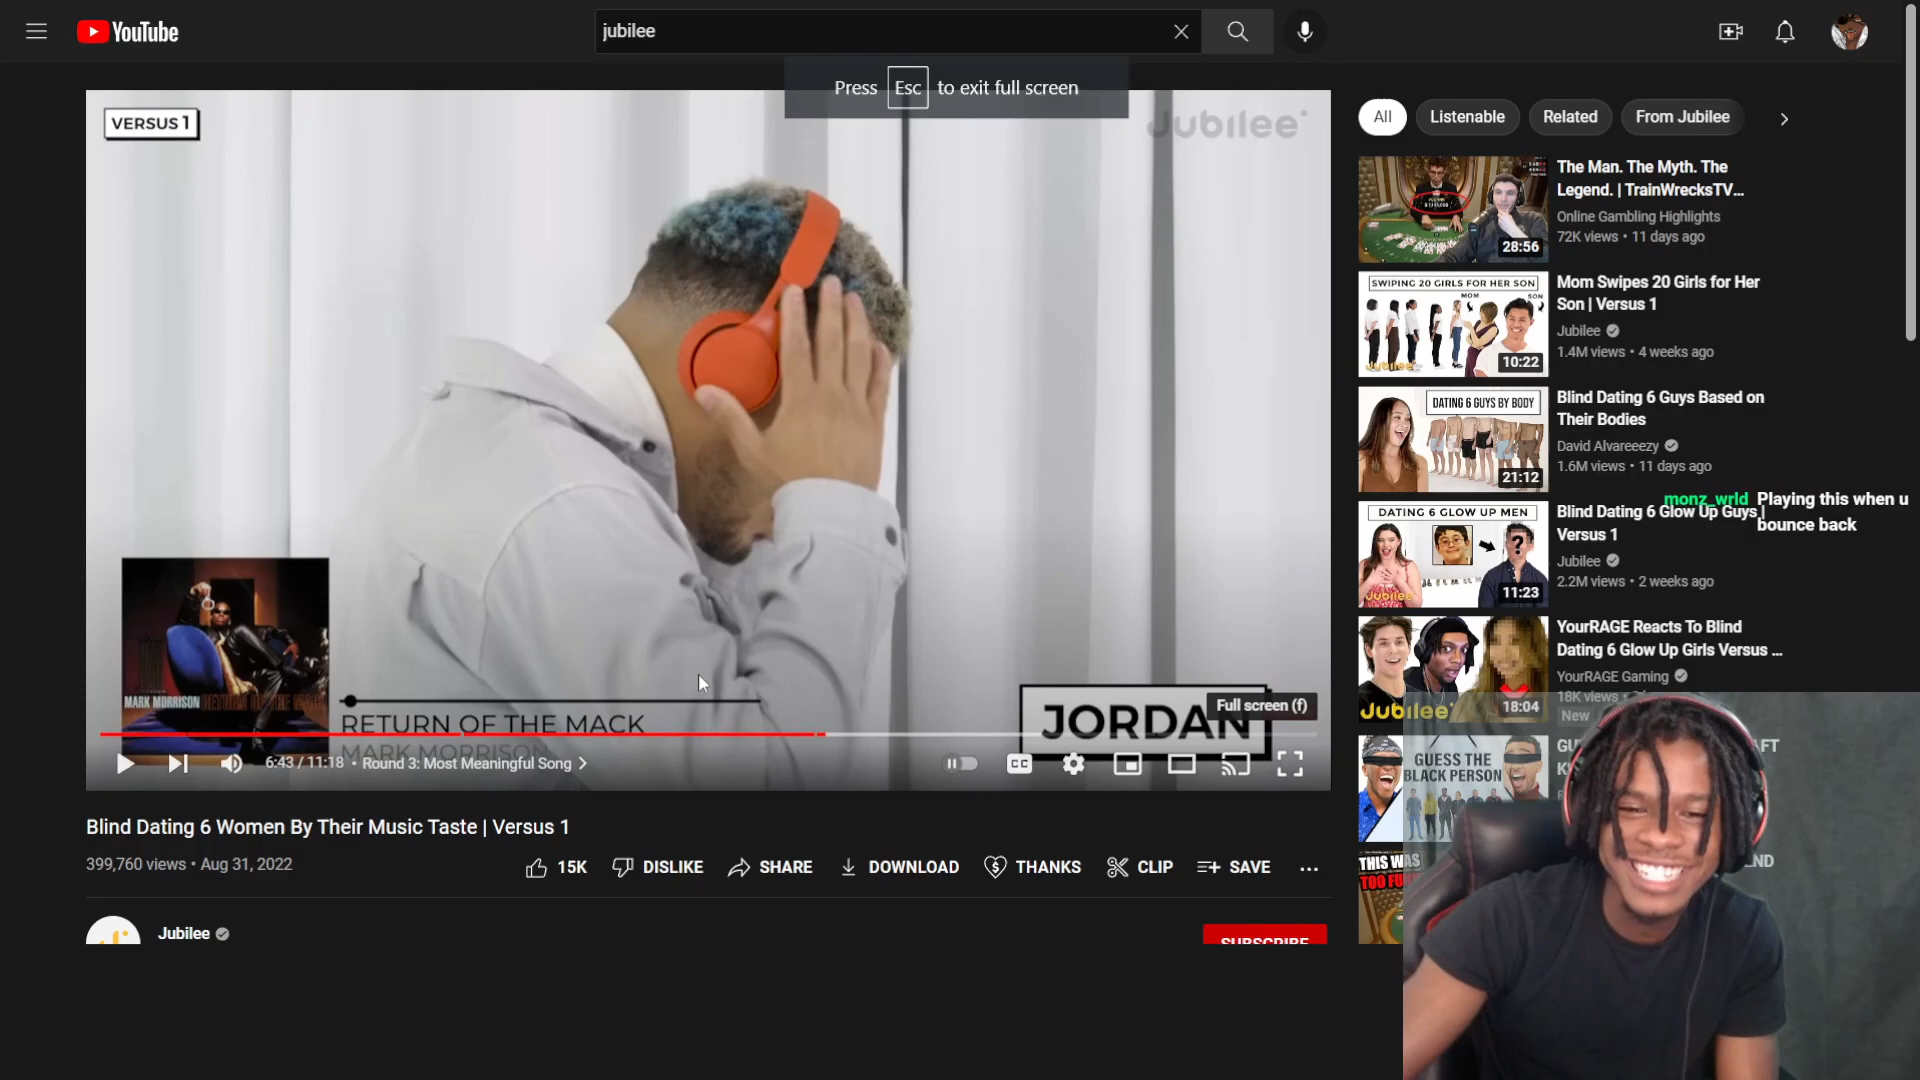 YouTube
jubilee
Press Esc to exit full screen
VERSUS 1
Jubilee
MARK MORRISON
RETURN OF THE MACK
MARK MORRISON
JORDAN
Full screen (f)
6:43 / 11:18 • Round 3: Most Meaningful Song
CC
Blind Dating 6 Women By Their Music Taste | Versus 1
399,760 views • Aug 31, 2022
15K
DISLIKE
SHARE
DOWNLOAD
THANKS
CLIP
SAVE
Jubilee
SUBSCRIBE
All
Listenable
Related
From Jubilee
28:56
The Man. The Myth. The
Legend. | TrainWrecksTV...
Online Gambling Highlights
72K views • 11 days ago
SWIPING 20 GIRLS FOR HER SON
MOM
SON
Jubilee
10:22
Mom Swipes 20 Girls for Her
Son | Versus 1
Jubilee
1.4M views • 4 weeks ago
DATING 6 GUYS BY BODY
21:12
Blind Dating 6 Guys Based on
Their Bodies
David Alvareeezy
1.6M views • 11 days ago
monz_wrld Playing this when u
bounce back
DATING 6 GLOW UP MEN
?
Jubilee
11:23
Blind Dating 6 Glow Up Guys |
Versus 1
Jubilee
2.2M views • 2 weeks ago
Jubilee
18:04
YourRAGE Reacts To Blind
Dating 6 Glow Up Girls Versus ...
YourRAGE Gaming
18K views
New
GUESS THE
BLACK PERSON
THIS WAS